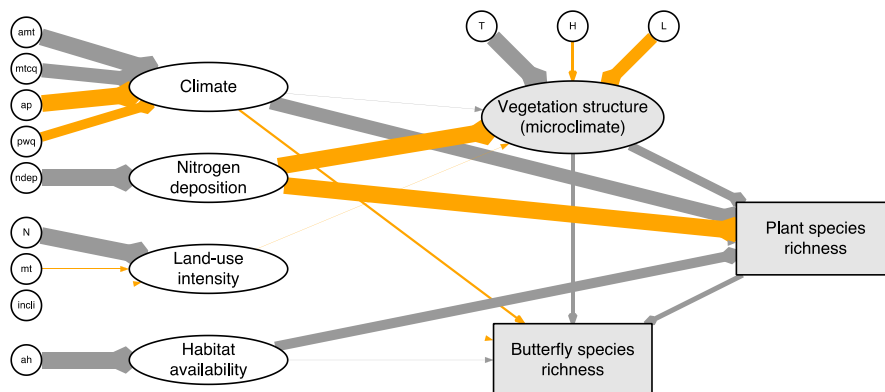 amt
mtcq
ap
pwq
ndep
N
mt
incli
ah
Climate
Nitrogen
deposition
Land-use
intensity
Habitat
availability
T
H
L
Vegetation structure
(microclimate)
Plant species
richness
Butterfly species
richness